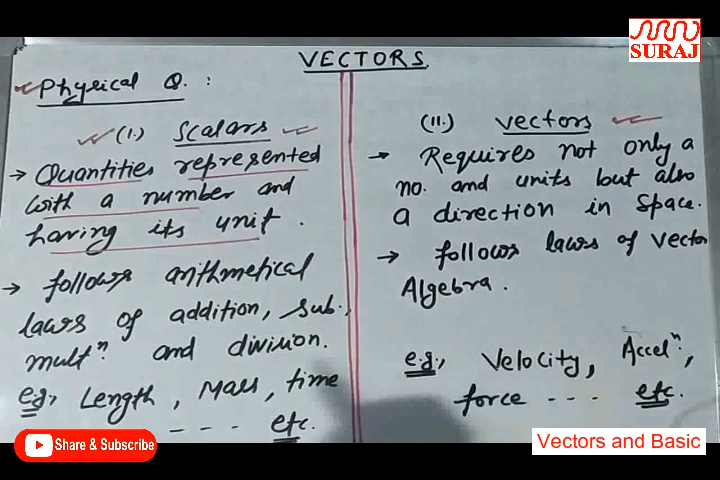 SURAJ
VECTORS.
Physical Q. :
(I.) Scalars
→ Quantities represented
with a number and
having its unit.
→ follows arithmetical
laws of addition, sub.,
multⁿ. and division.
e.g., Length, Mass, time
- - - - etc.
(II.) vectors
→ Requires not only a
no. and units but also
a direction in space.
→ follows laws of vector
Algebra.
e.g., Velocity, Accelⁿ.,
force - - - etc.
Share & Subscribe
Vectors and Basic